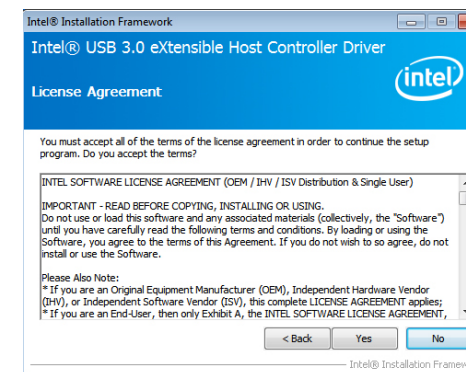 Intel® Installation Framework
Intel® USB 3.0 eXtensible Host Controller Driver
intel
License Agreement
You must accept all of the terms of the license agreement in order to continue the setup
program. Do you accept the terms?
INTEL SOFTWARE LICENSE AGREEMENT (OEM / IHV / ISV Distribution & Single User)
IMPORTANT - READ BEFORE COPYING, INSTALLING OR USING.
Do not use or load this software and any associated materials (collectively, the "Software")
until you have carefully read the following terms and conditions. By loading or using the
Software, you agree to the terms of this Agreement. If you do not wish to so agree, do not
install or use the Software.
Please Also Note:
* If you are an Original Equipment Manufacturer (OEM), Independent Hardware Vendor
(IHV), or Independent Software Vendor (ISV), this complete LICENSE AGREEMENT applies;
* If you are an End-User, then only Exhibit A, the INTEL SOFTWARE LICENSE AGREEMENT,
< Back Yes No
Intel® Installation Framew